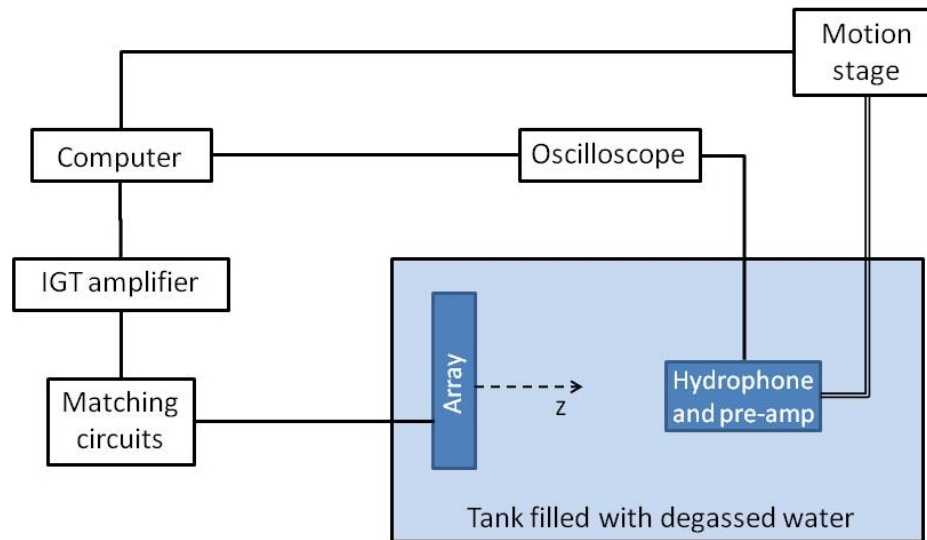 Motion
stage
Computer
Oscilloscope
IGT amplifier
Array
Z
Hydrophone
and pre-amp
Matching
circuits
Tank filled with degassed water